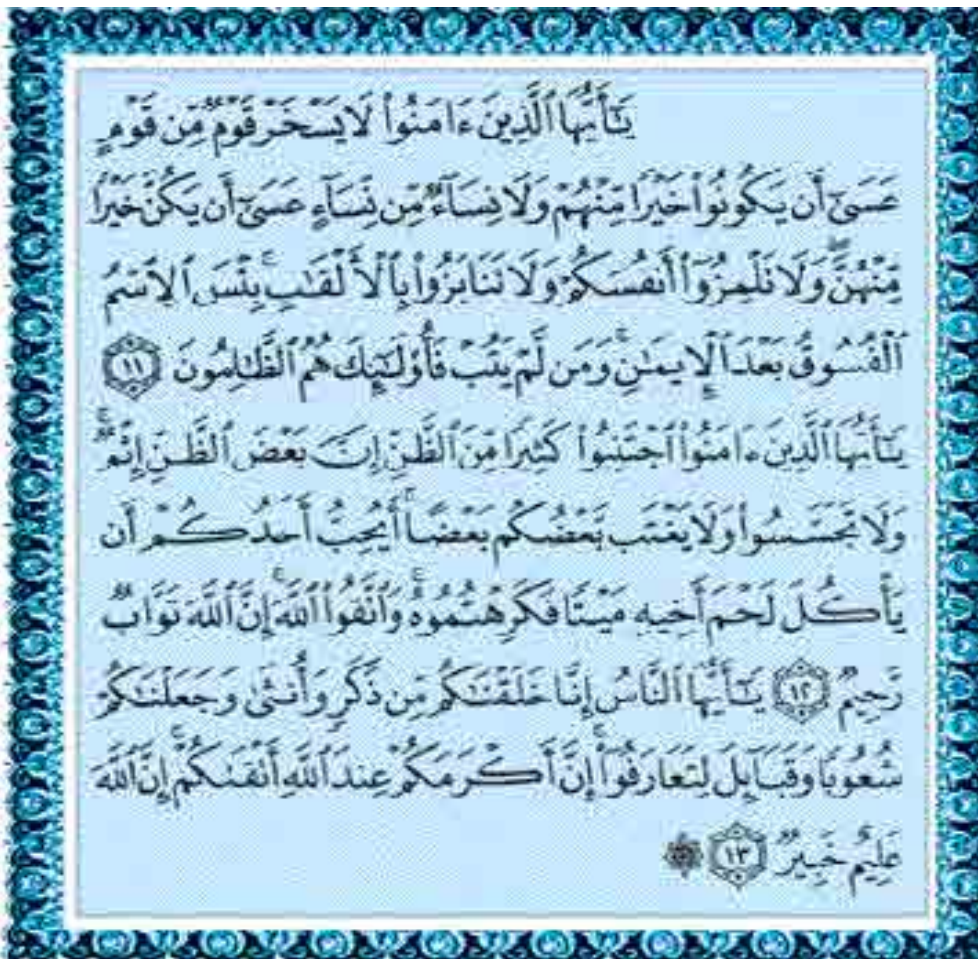 يَٰٓأَيُّهَا ٱلَّذِينَ ءَامَنُوا۟ لَا يَسْخَرْ قَوْمٌ مِّن قَوْمٍ
عَسَىٰٓ أَن يَكُونُوا۟ خَيْرًا مِّنْهُمْ وَلَا نِسَآءٌ مِّن نِّسَآءٍ عَسَىٰٓ أَن يَكُنَّ خَيْرًا
مِّنْهُنَّ ۖ وَلَا تَلْمِزُوٓا۟ أَنفُسَكُمْ وَلَا تَنَابَزُوا۟ بِٱلْأَلْقَٰبِ ۖ بِئْسَ ٱلِٱسْمُ
ٱلْفُسُوقُ بَعْدَ ٱلْإِيمَٰنِ ۚ وَمَن لَّمْ يَتُبْ فَأُو۟لَٰٓئِكَ هُمُ ٱلظَّٰلِمُونَ ١١
يَٰٓأَيُّهَا ٱلَّذِينَ ءَامَنُوا۟ ٱجْتَنِبُوا۟ كَثِيرًا مِّنَ ٱلظَّنِّ إِنَّ بَعْضَ ٱلظَّنِّ إِثْمٌ ۖ
وَلَا تَجَسَّسُوا۟ وَلَا يَغْتَب بَّعْضُكُم بَعْضًا ۚ أَيُحِبُّ أَحَدُكُمْ أَن
يَأْكُلَ لَحْمَ أَخِيهِ مَيْتًا فَكَرِهْتُمُوهُ ۚ وَٱتَّقُوا۟ ٱللَّهَ ۚ إِنَّ ٱللَّهَ تَوَّابٌ
رَّحِيمٌ ١٢ يَٰٓأَيُّهَا ٱلنَّاسُ إِنَّا خَلَقْنَٰكُم مِّن ذَكَرٍ وَأُنثَىٰ وَجَعَلْنَٰكُمْ
شُعُوبًا وَقَبَآئِلَ لِتَعَارَفُوٓا۟ ۚ إِنَّ أَكْرَمَكُمْ عِندَ ٱللَّهِ أَتْقَىٰكُمْ ۚ إِنَّ ٱللَّهَ
عَلِيمٌ خَبِيرٌ ١٣